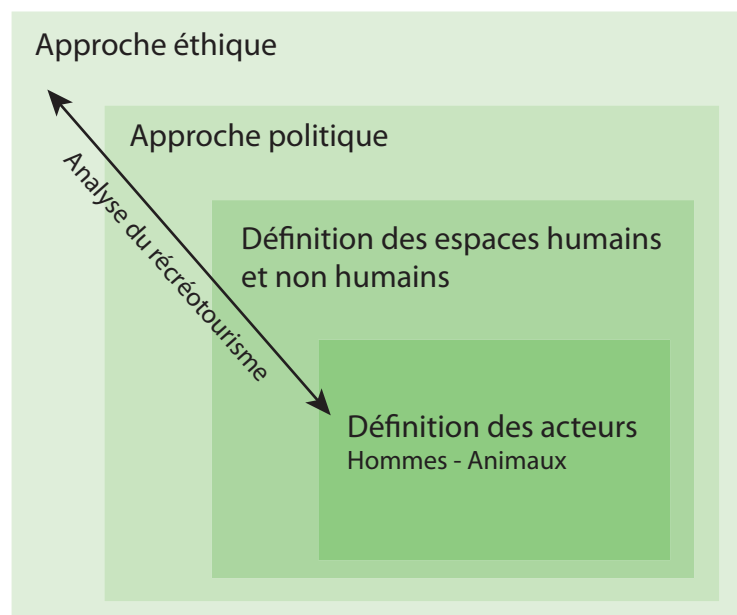 Approche éthique
Approche politique
Analyse du récréotourisme
Définition des espaces humains
et non humains
Définition des acteurs
Hommes - Animaux